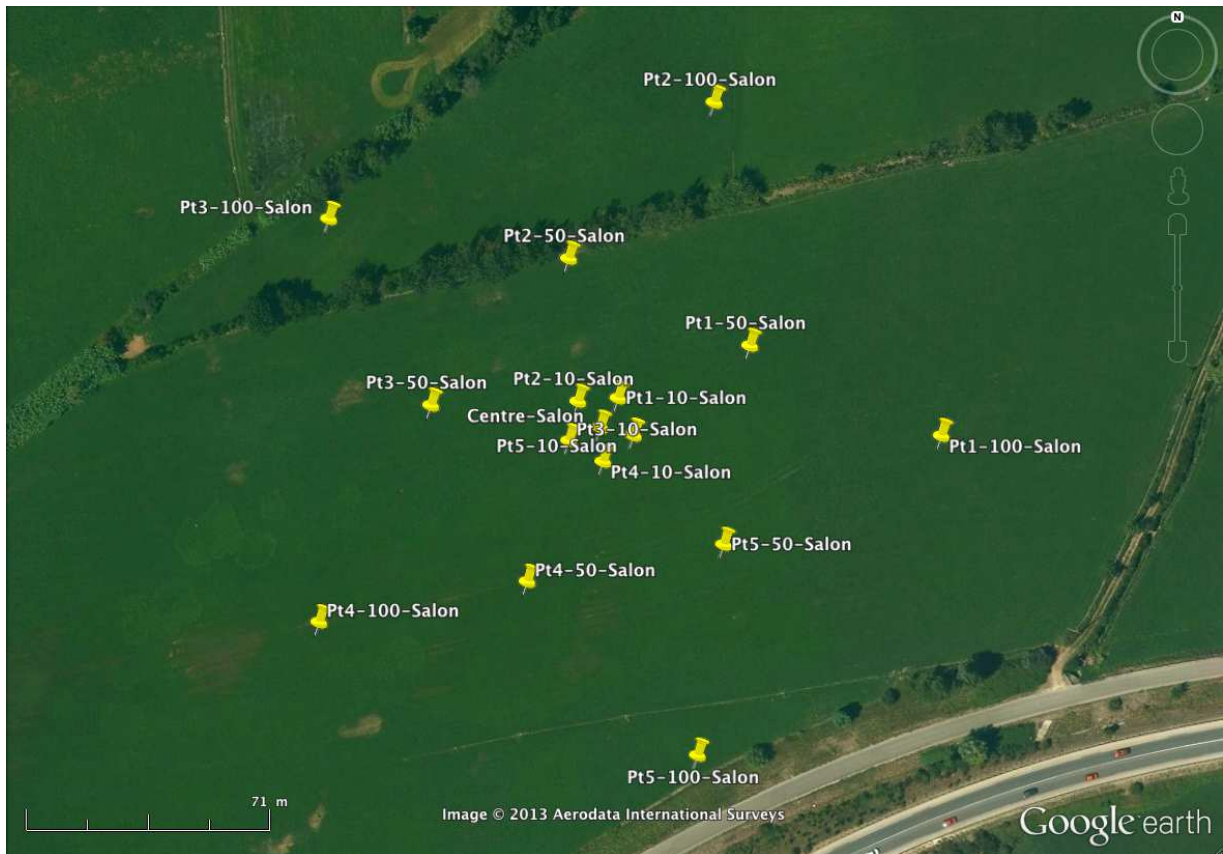 N
Pt2-100-Salon
Pt3-100-Salon
Pt2-50-Salon
Pt1-50-Salon
Pt3-50-Salon
Pt2-10-Salon
Pt1-10-Salon
Centre-Salon
Pt3-10-Salon
Pt5-10-Salon
Pt1-100-Salon
Pt4-10-Salon
Pt5-50-Salon
Pt4-50-Salon
Pt4-100-Salon
Pt5-100-Salon
71 m
Image © 2013 Aerodata International Surveys
Google earth